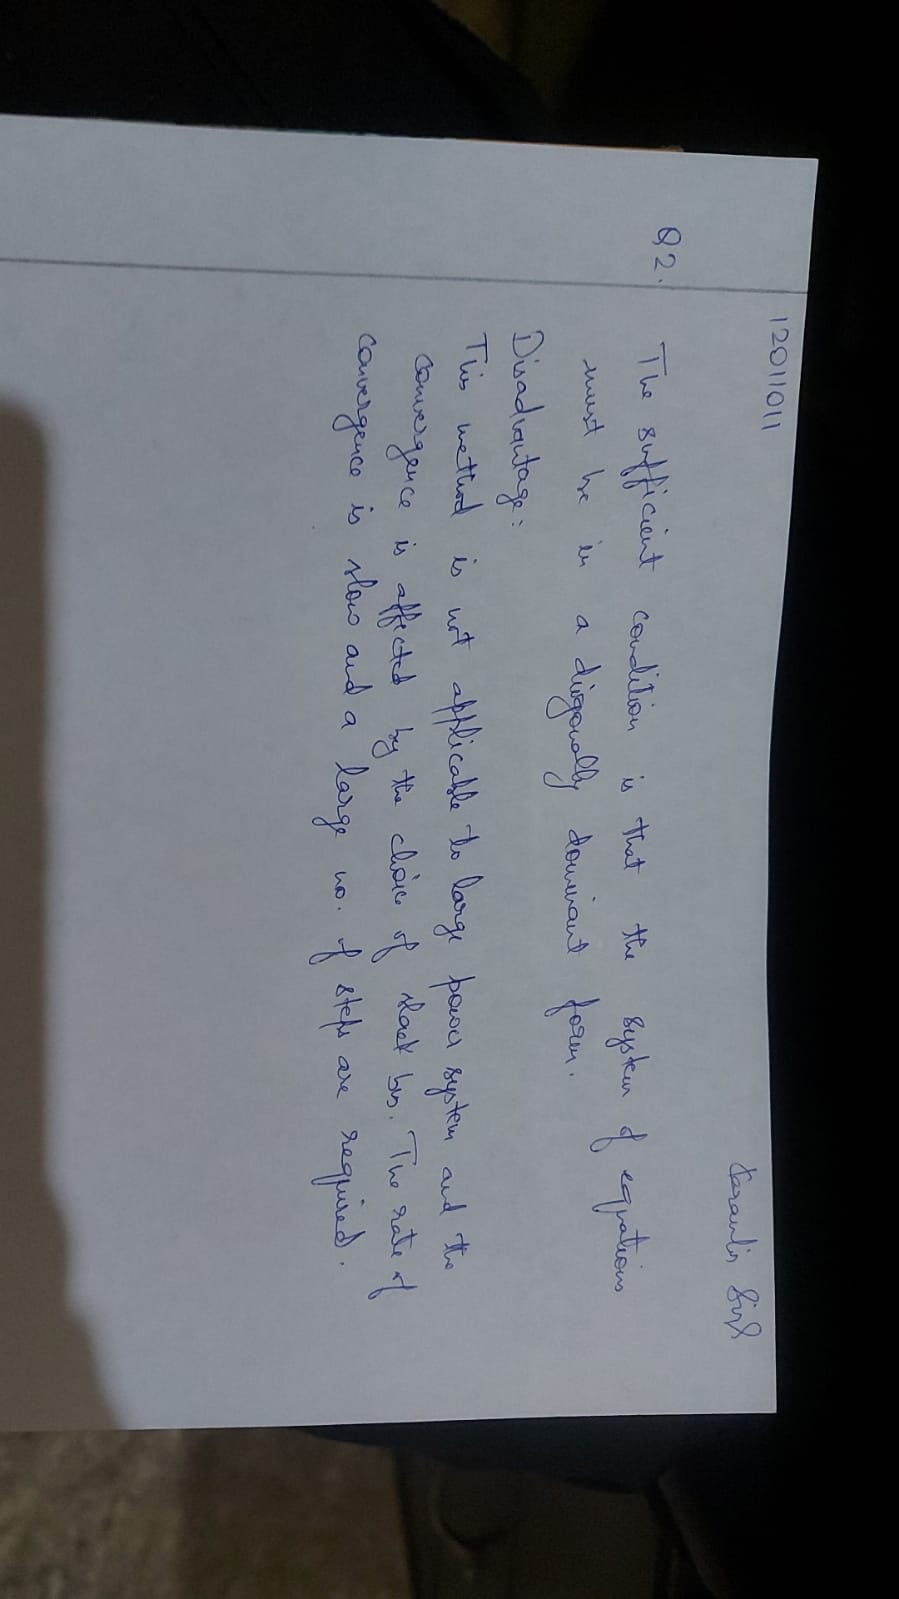 12011011
Q2.
The sufficient condition is that the system of equations
must be in a diagonally dominant form.
Disadvantage:
This method is not applicable to large power system and the
convergence is affected by the choice of slack bus. The rate of
convergence is slow and a large no. of steps are required.